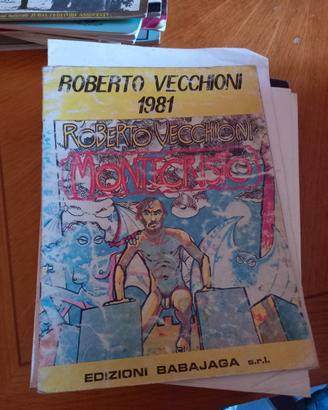 ROBERTO VECCHIONI
1981
ROBERTO VECCHIONI
MONTECRISTO
EDIZIONI BABAJAGA s.r.l.